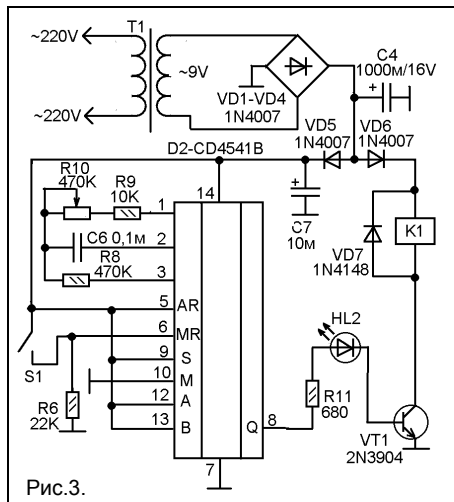 T1
~220V
~9V
~220V
C4
1000м/16V
VD1-VD4
1N4007
VD5
1N4007
VD6
1N4007
D2-CD4541B
R10
470K
R9
10K
14
C7
10м
1
C6 0,1м
2
R8
470K
3
VD7
1N4148
K1
5
AR
6
MR
9
S
10
M
12
A
13
B
S1
R6
22K
Q
8
7
HL2
R11
680
VT1
2N3904
Рис.3.